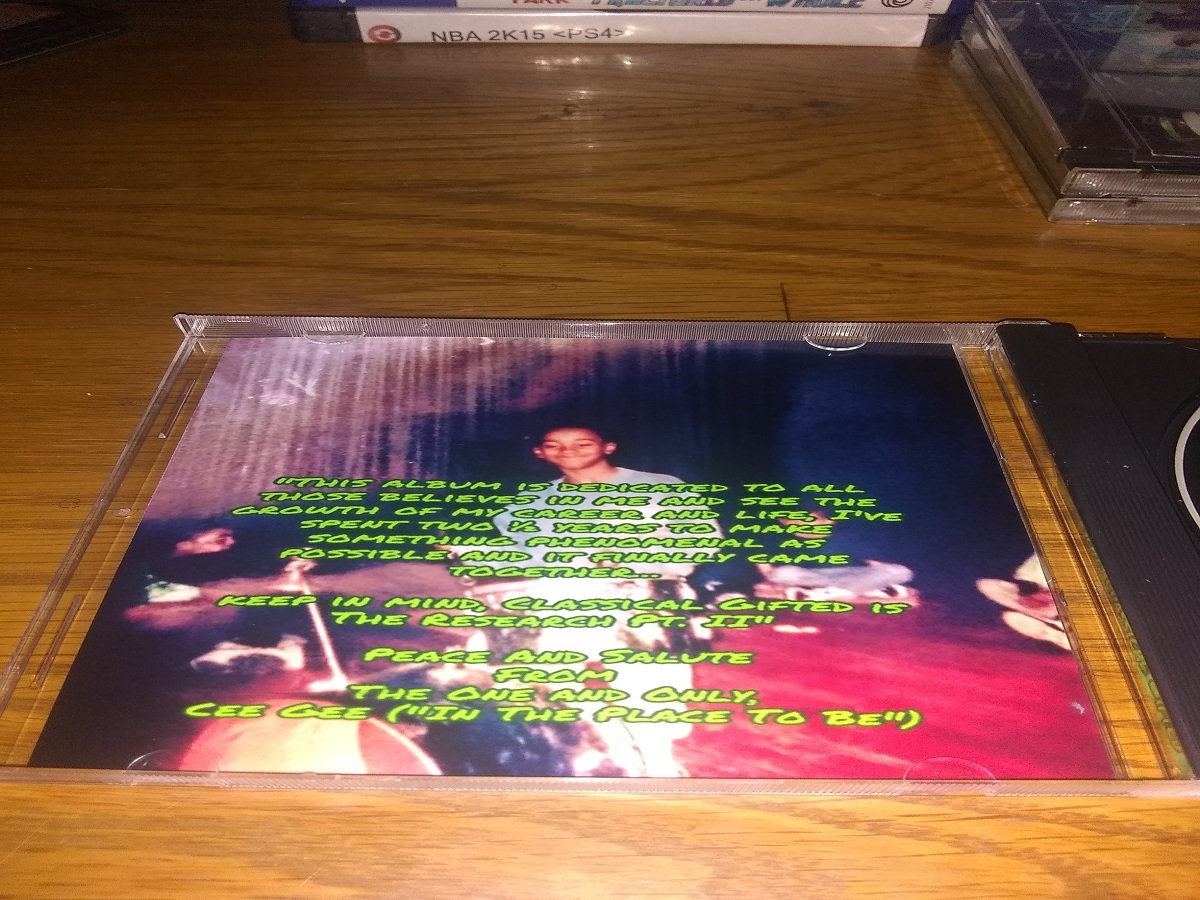 PARK
NBA 2K15 <PS4>
"This album is dedicated to all
those believes in me and see the
growth of my career and life, I've
spent two ½ years to make
something phenomenal as
possible and it finally came
together...
Keep in mind, Classical Gifted is
The Research Pt. II"
Peace And Salute
From
The One and Only,
Cee Gee ("In The Place To Be")